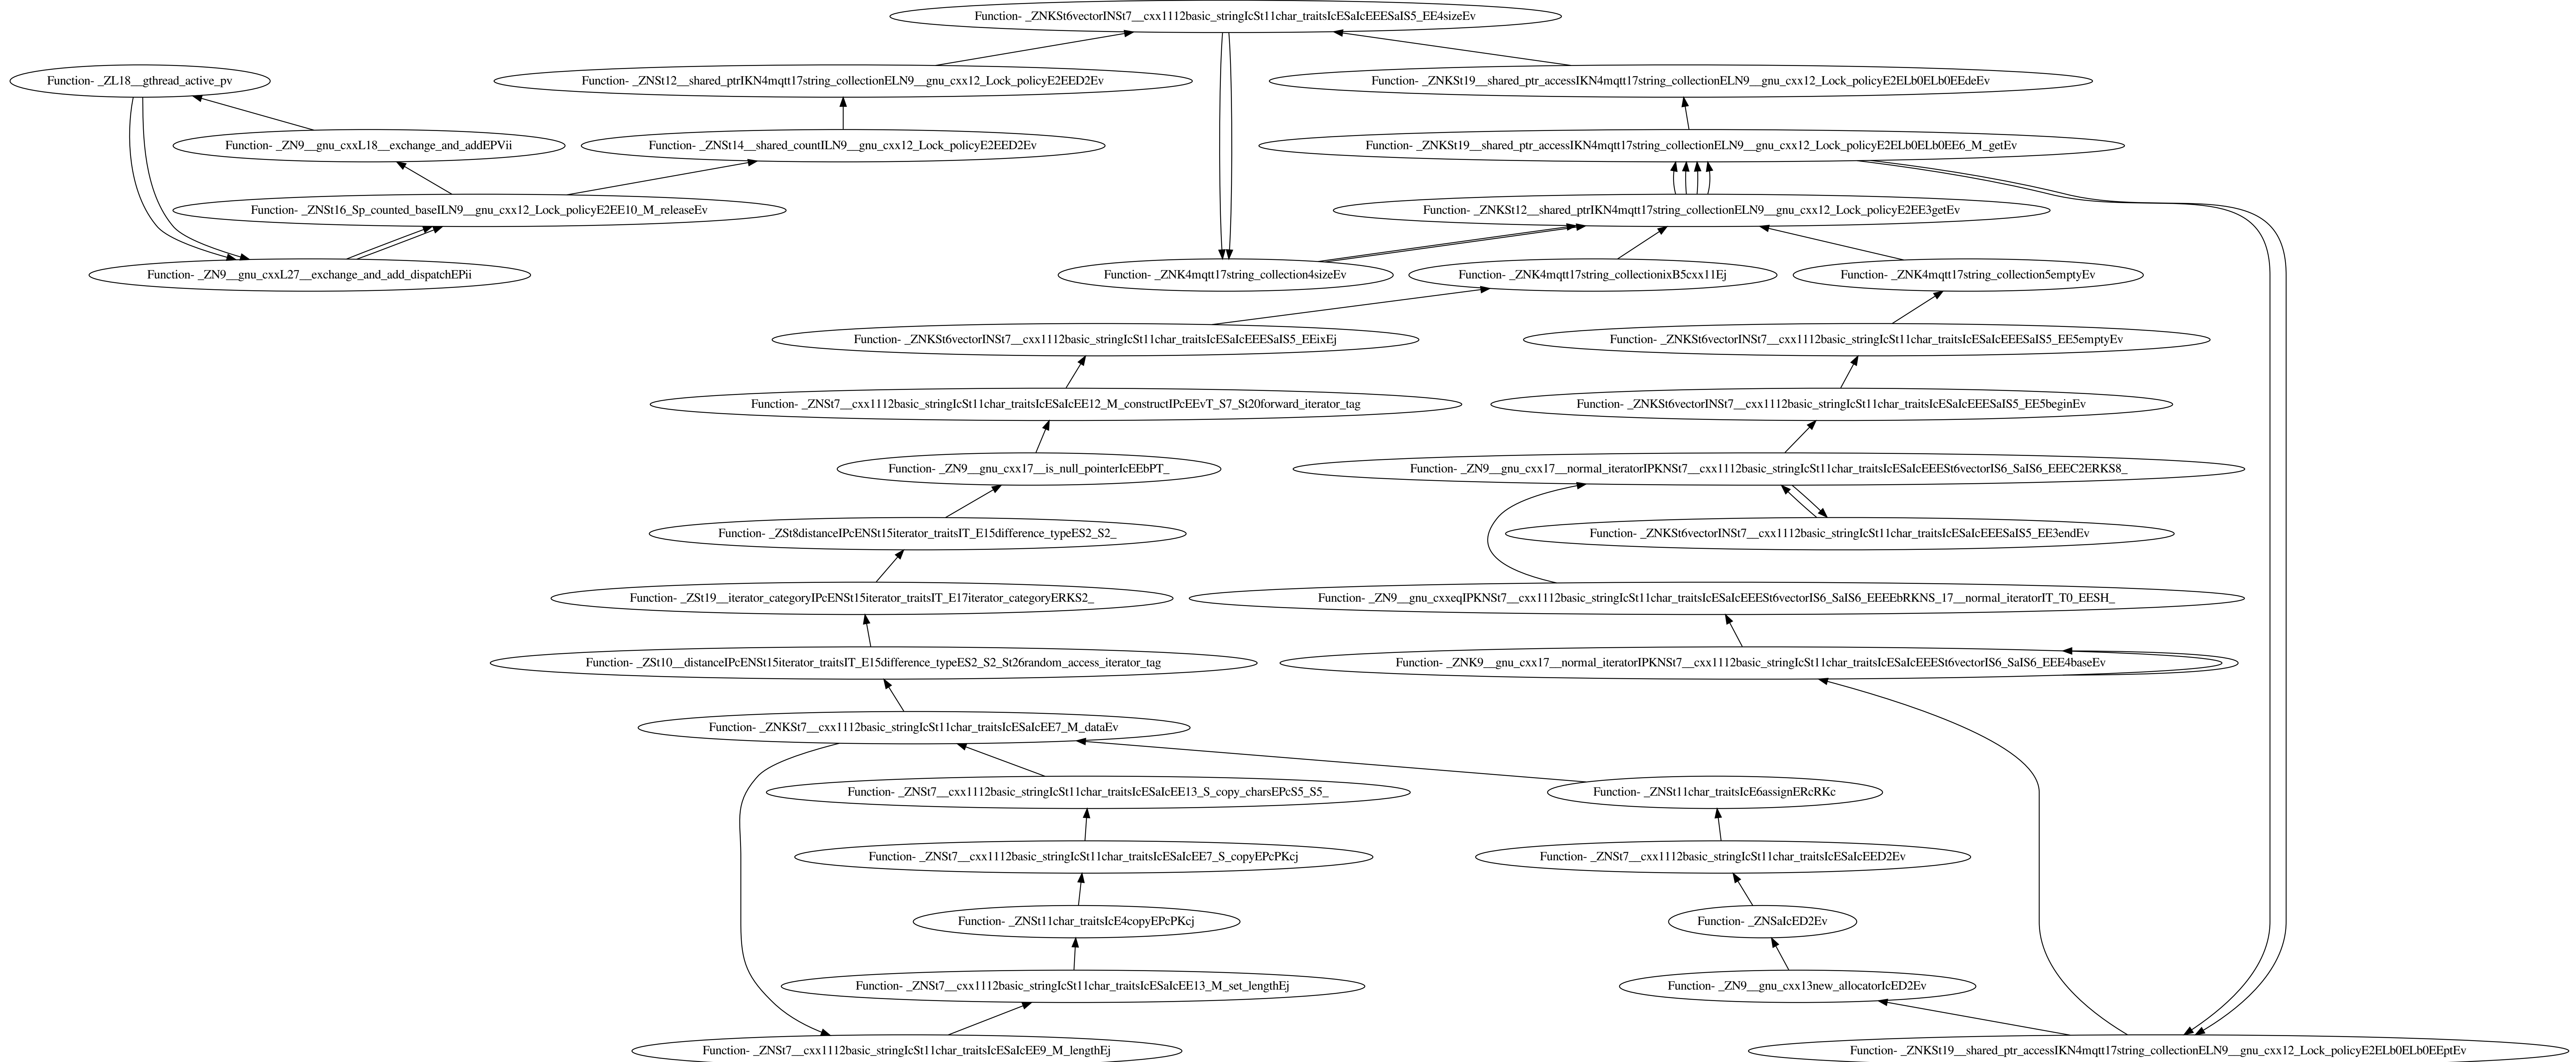 Function- _ZNKSt6vectorINSt7__cxx1112basic_stringIcSt11char_traitsIcESaIcEEESaIS5_EE4sizeEv
Function- _ZL18__gthread_active_pv
Function- _ZNSt12__shared_ptrIKN4mqtt17string_collectionELN9__gnu_cxx12_Lock_policyE2EED2Ev
Function- _ZNKSt19__shared_ptr_accessIKN4mqtt17string_collectionELN9__gnu_cxx12_Lock_policyE2ELb0ELb0EEdeEv
Function- _ZN9__gnu_cxxL18__exchange_and_addEPVii
Function- _ZNSt14__shared_countILN9__gnu_cxx12_Lock_policyE2EED2Ev
Function- _ZNKSt19__shared_ptr_accessIKN4mqtt17string_collectionELN9__gnu_cxx12_Lock_policyE2ELb0ELb0EE6_M_getEv
Function- _ZNSt16_Sp_counted_baseILN9__gnu_cxx12_Lock_policyE2EE10_M_releaseEv
Function- _ZNKSt12__shared_ptrIKN4mqtt17string_collectionELN9__gnu_cxx12_Lock_policyE2EE3getEv
Function- _ZN9__gnu_cxxL27__exchange_and_add_dispatchEPii
Function- _ZNK4mqtt17string_collection4sizeEv
Function- _ZNK4mqtt17string_collectionixB5cxx11Ej
Function- _ZNK4mqtt17string_collection5emptyEv
Function- _ZNKSt6vectorINSt7__cxx1112basic_stringIcSt11char_traitsIcESaIcEEESaIS5_EEixEj
Function- _ZNKSt6vectorINSt7__cxx1112basic_stringIcSt11char_traitsIcESaIcEEESaIS5_EE5emptyEv
Function- _ZNSt7__cxx1112basic_stringIcSt11char_traitsIcESaIcEE12_M_constructIPcEEvT_S7_St20forward_iterator_tag
Function- _ZNKSt6vectorINSt7__cxx1112basic_stringIcSt11char_traitsIcESaIcEEESaIS5_EE5beginEv
Function- _ZN9__gnu_cxx17__is_null_pointerIcEEbPT_
Function- _ZN9__gnu_cxx17__normal_iteratorIPKNSt7__cxx1112basic_stringIcSt11char_traitsIcESaIcEEESt6vectorIS6_SaIS6_EEEC2ERKS8_
Function- _ZSt8distanceIPcENSt15iterator_traitsIT_E15difference_typeES2_S2_
Function- _ZNKSt6vectorINSt7__cxx1112basic_stringIcSt11char_traitsIcESaIcEEESaIS5_EE3endEv
Function- _ZSt19__iterator_categoryIPcENSt15iterator_traitsIT_E17iterator_categoryERKS2_
Function- _ZN9__gnu_cxxeqIPKNSt7__cxx1112basic_stringIcSt11char_traitsIcESaIcEEESt6vectorIS6_SaIS6_EEEEbRKNS_17__normal_iteratorIT_T0_EESH_
Function- _ZSt10__distanceIPcENSt15iterator_traitsIT_E15difference_typeES2_S2_St26random_access_iterator_tag
Function- _ZNK9__gnu_cxx17__normal_iteratorIPKNSt7__cxx1112basic_stringIcSt11char_traitsIcESaIcEEESt6vectorIS6_SaIS6_EEE4baseEv
Function- _ZNKSt7__cxx1112basic_stringIcSt11char_traitsIcESaIcEE7_M_dataEv
Function- _ZNSt7__cxx1112basic_stringIcSt11char_traitsIcESaIcEE13_S_copy_charsEPcS5_S5_
Function- _ZNSt11char_traitsIcE6assignERcRKc
Function- _ZNSt7__cxx1112basic_stringIcSt11char_traitsIcESaIcEE7_S_copyEPcPKcj
Function- _ZNSt7__cxx1112basic_stringIcSt11char_traitsIcESaIcEED2Ev
Function- _ZNSt11char_traitsIcE4copyEPcPKcj
Function- _ZNSaIcED2Ev
Function- _ZNSt7__cxx1112basic_stringIcSt11char_traitsIcESaIcEE13_M_set_lengthEj
Function- _ZN9__gnu_cxx13new_allocatorIcED2Ev
Function- _ZNSt7__cxx1112basic_stringIcSt11char_traitsIcESaIcEE9_M_lengthEj
Function- _ZNKSt19__shared_ptr_accessIKN4mqtt17string_collectionELN9__gnu_cxx12_Lock_policyE2ELb0ELb0EEptEv